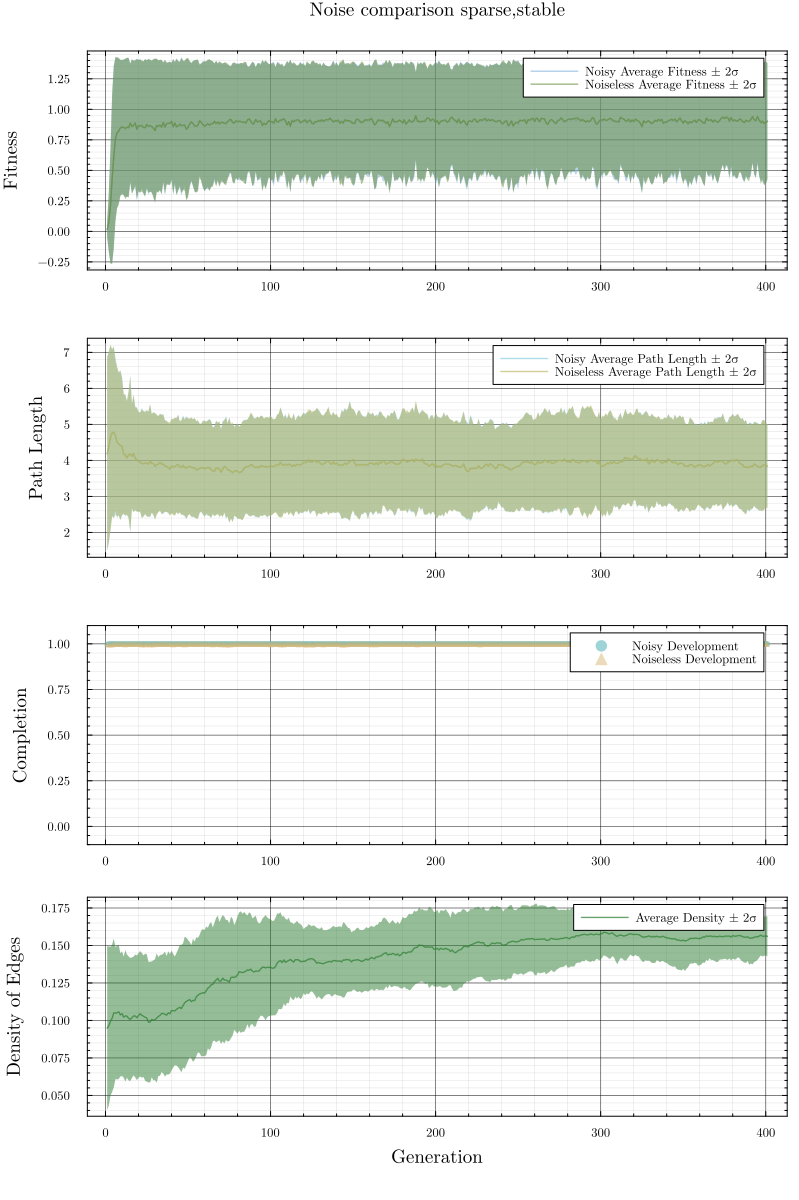 Noise comparison sparse,stable
Fitness
1.25
1.00
0.75
0.50
0.25
0.00
−0.25
Noisy Average Fitness ± 2σ
Noiseless Average Fitness ± 2σ
0 100 200 300 400
Path Length
7
6
5
4
3
2
Noisy Average Path Length ± 2σ
Noiseless Average Path Length ± 2σ
0 100 200 300 400
Completion
1.00
0.75
0.50
0.25
0.00
Noisy Development
Noiseless Development
0 100 200 300 400
Density of Edges
0.175
0.150
0.125
0.100
0.075
0.050
Average Density ± 2σ
0 100 200 300 400
Generation